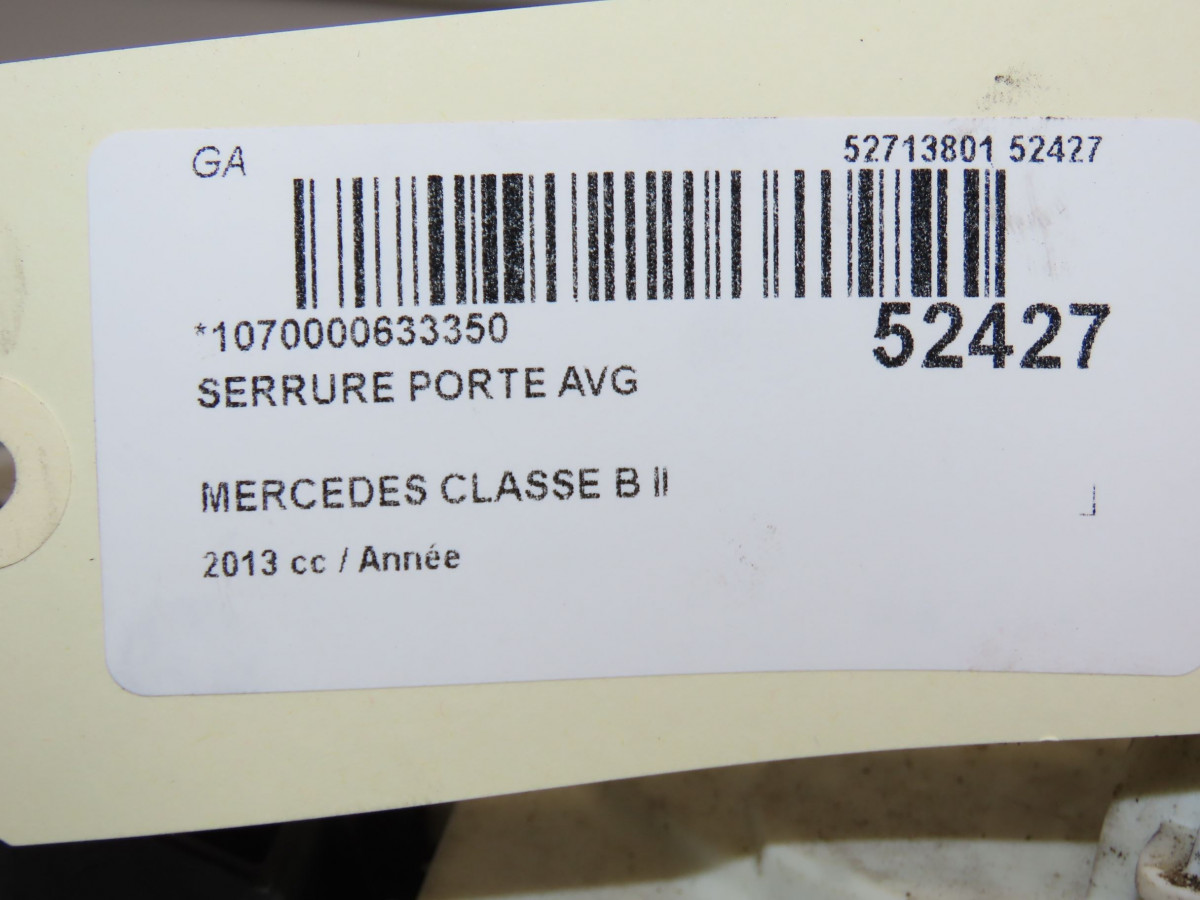 GA
52713801 52427
*1070000633350
52427
SERRURE PORTE AVG
MERCEDES CLASSE B II
2013 cc / Année